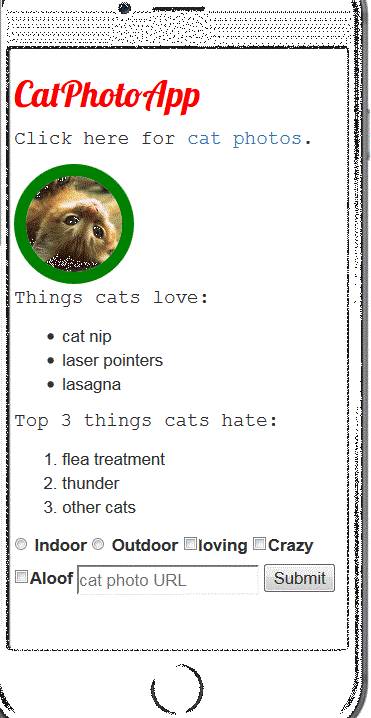 CatPhotoApp
Click here for cat photos.
Things cats love:
cat nip
laser pointers
lasagna
Top 3 things cats hate:
1. flea treatment
2. thunder
3. other cats
Indoor Outdoor loving Crazy
Aloof cat photo URL Submit